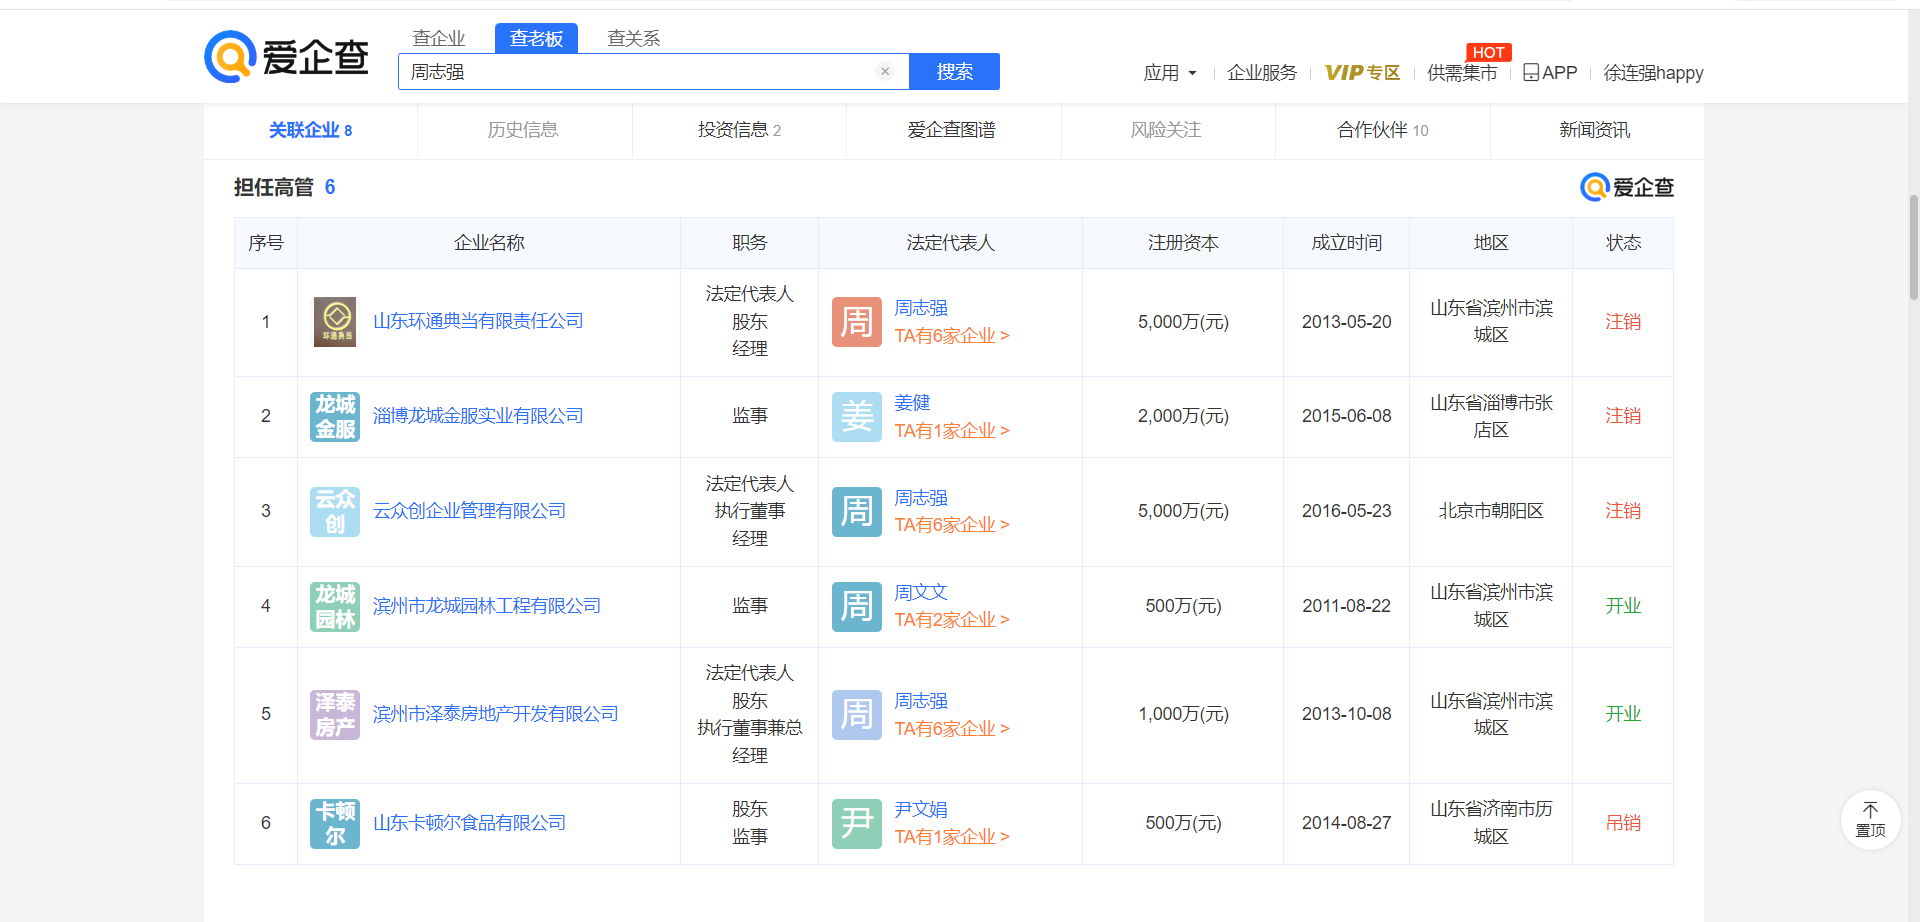 爱企查
查企业 查老板 查关系
周志强 × 搜索
应用 企业服务 VIP专区 供需集市 HOT APP 徐连强happy
关联企业 8 历史信息 投资信息 2 爱企查图谱 风险关注 合作伙伴 10 新闻资讯
担任高管 6
爱企查
序号 企业名称 职务 法定代表人 注册资本 成立时间 地区 状态
1 环通典当 山东环通典当有限责任公司 法定代表人 股东 经理 周 周志强 TA有6家企业 > 5,000万(元) 2013-05-20 山东省滨州市滨城区 注销
2 龙城金服 淄博龙城金服实业有限公司 监事 姜 姜健 TA有1家企业 > 2,000万(元) 2015-06-08 山东省淄博市张店区 注销
3 云众创 云众创企业管理有限公司 法定代表人 执行董事 经理 周 周志强 TA有6家企业 > 5,000万(元) 2016-05-23 北京市朝阳区 注销
4 龙城园林 滨州市龙城园林工程有限公司 监事 周 周文文 TA有2家企业 > 500万(元) 2011-08-22 山东省滨州市滨城区 开业
5 泽泰房产 滨州市泽泰房地产开发有限公司 法定代表人 股东 执行董事兼总经理 周 周志强 TA有6家企业 > 1,000万(元) 2013-10-08 山东省滨州市滨城区 开业
6 卡顿尔 山东卡顿尔食品有限公司 股东 监事 尹 尹文娟 TA有1家企业 > 500万(元) 2014-08-27 山东省济南市历城区 吊销
置顶